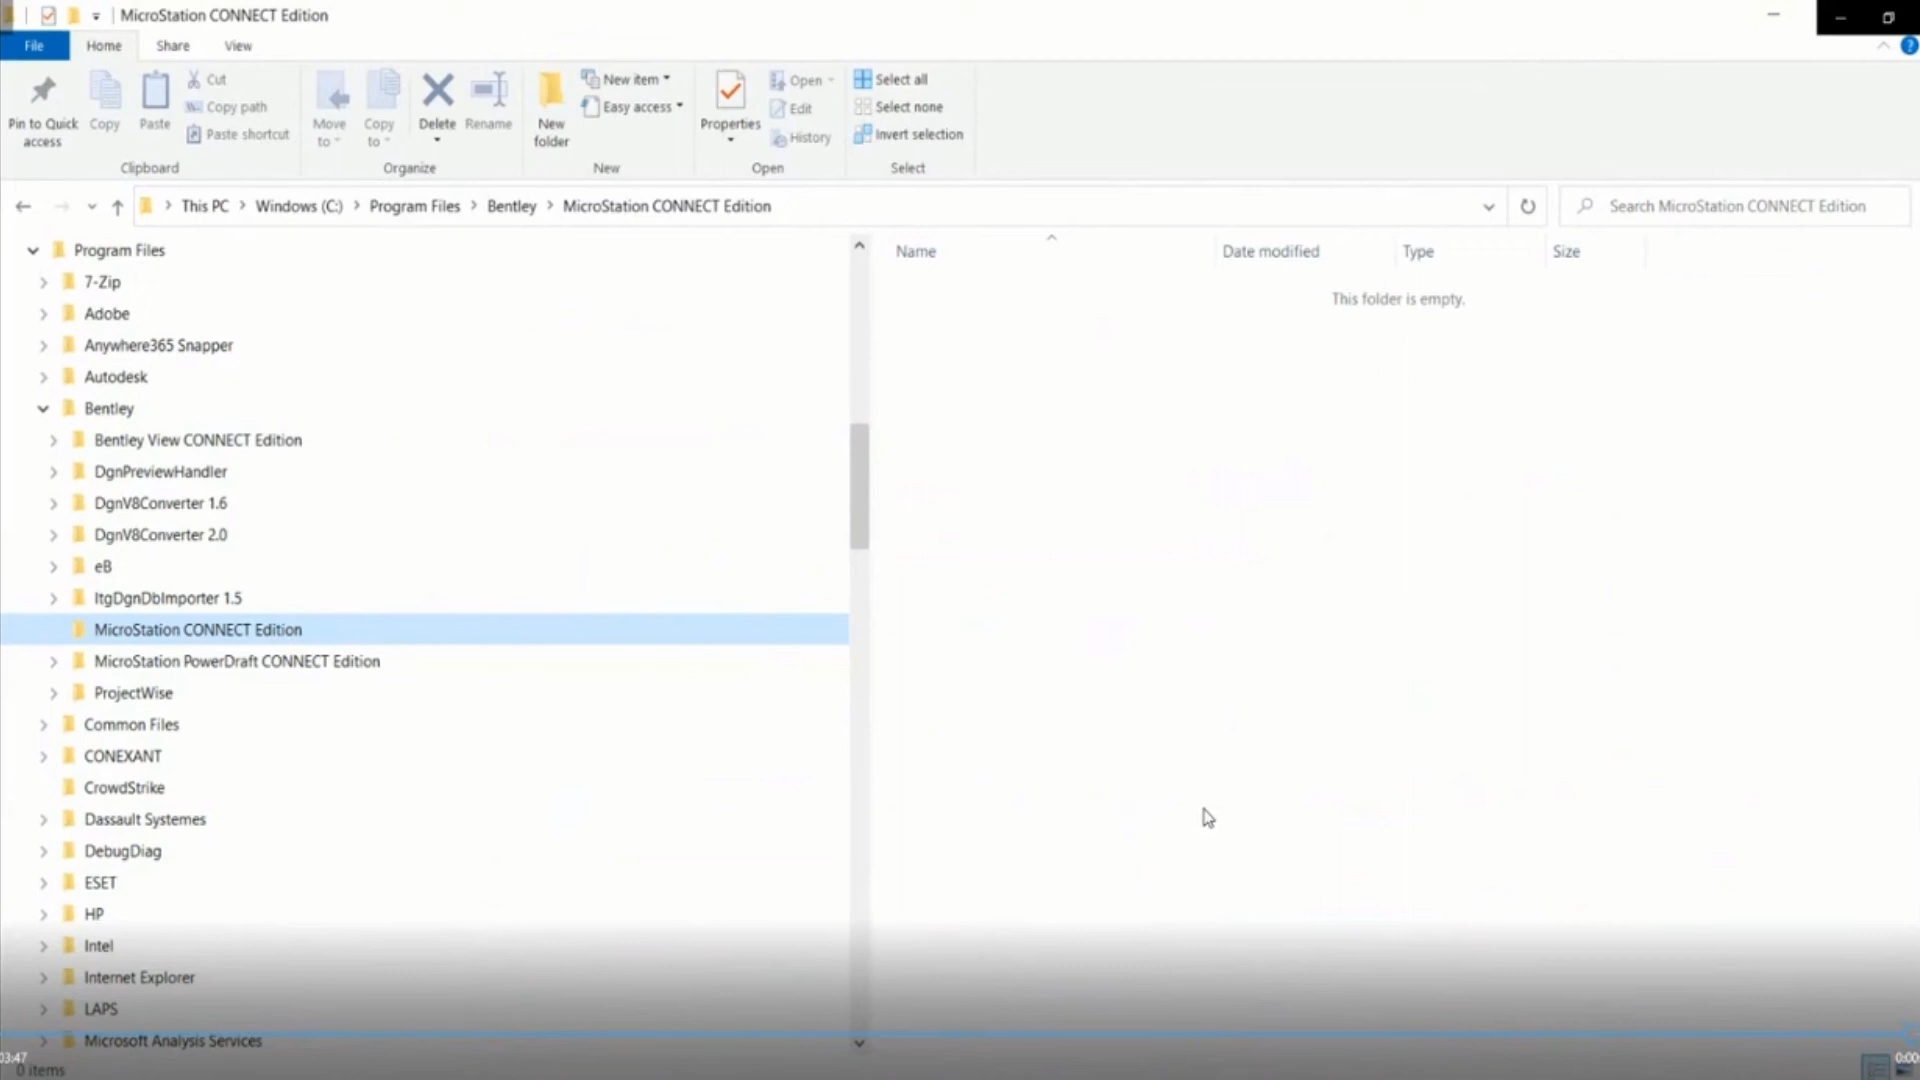 MicroStation CONNECT Edition
File Home Share View
Pin to Quick access
Copy
Paste
Cut
Copy path
Paste shortcut
Clipboard
Move to
Copy to
Delete
Rename
Organize
New folder
New item
Easy access
New
Properties
Open
Edit
History
Open
Select all
Select none
Invert selection
Select
This PC > Windows (C:) > Program Files > Bentley > MicroStation CONNECT Edition
Search MicroStation CONNECT Edition
Program Files
7-Zip
Adobe
Anywhere365 Snapper
Autodesk
Bentley
Bentley View CONNECT Edition
DgnPreviewHandler
DgnV8Converter 1.6
DgnV8Converter 2.0
eB
ItgDgnDbImporter 1.5
MicroStation CONNECT Edition
MicroStation PowerDraft CONNECT Edition
ProjectWise
Common Files
CONEXANT
CrowdStrike
Dassault Systemes
DebugDiag
ESET
HP
Intel
Internet Explorer
LAPS
Microsoft Analysis Services
Name Date modified Type Size
This folder is empty.
03:47
0:00
0 items